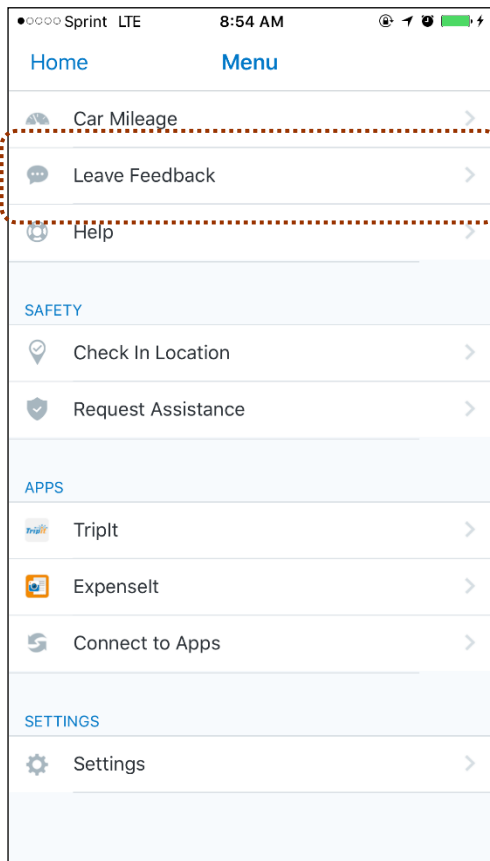 Sprint LTE 8:54 AM
Home Menu
Car Mileage
Leave Feedback
Help
SAFETY
Check In Location
Request Assistance
APPS
TripIt TripIt
ExpenseIt
Connect to Apps
SETTINGS
Settings